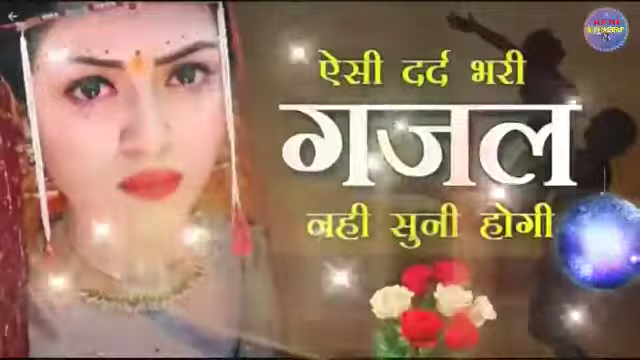 ऐसी दर्द भरी
गजल
नही सुनी होगी